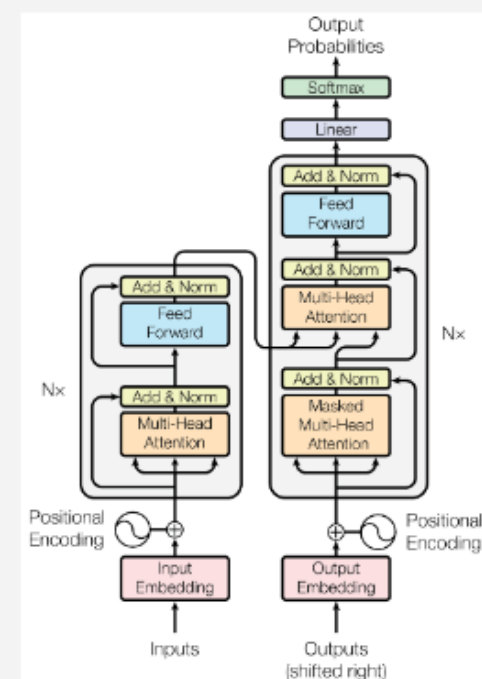 Output
Probabilities
Softmax
Linear
Add & Norm
Feed
Forward
Add & Norm
Multi-Head
Attention
Add & Norm
Masked
Multi-Head
Attention
Nx
Add & Norm
Feed
Forward
Add & Norm
Multi-Head
Attention
Nx
Positional
Encoding
Positional
Encoding
Input
Embedding
Output
Embedding
Inputs
Outputs
(shifted right)